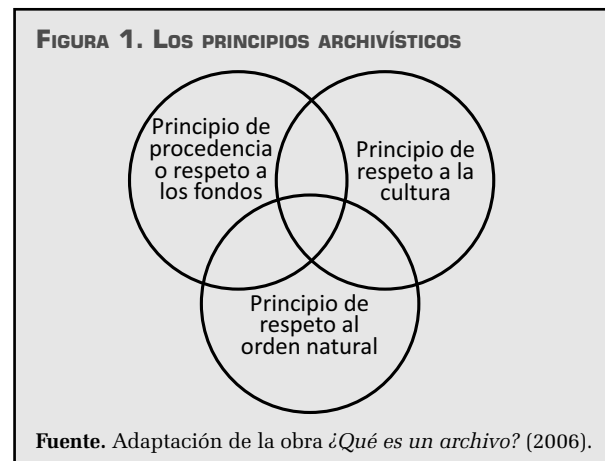 Figura 1. Los principios archivísticos
Principio de
procedencia
o respeto a
los fondos
Principio de
respeto a la
cultura
Principio de
respeto al
orden natural
Fuente. Adaptación de la obra ¿Qué es un archivo? (2006).